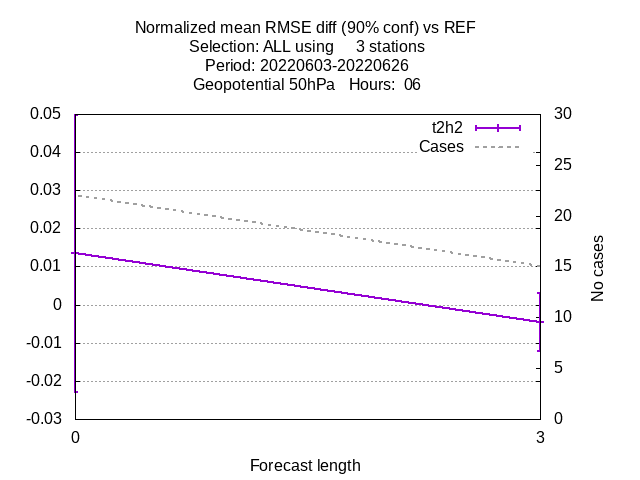 Normalized mean RMSE diff (90% conf) vs REF
Selection: ALL using     3 stations
Period: 20220603-20220626
Geopotential 50hPa   Hours:  06
0.05
0.04
0.03
0.02
0.01
0
-0.01
-0.02
-0.03
30
25
20
15
10
5
0
t2h2
Cases
No cases
0
3
Forecast length